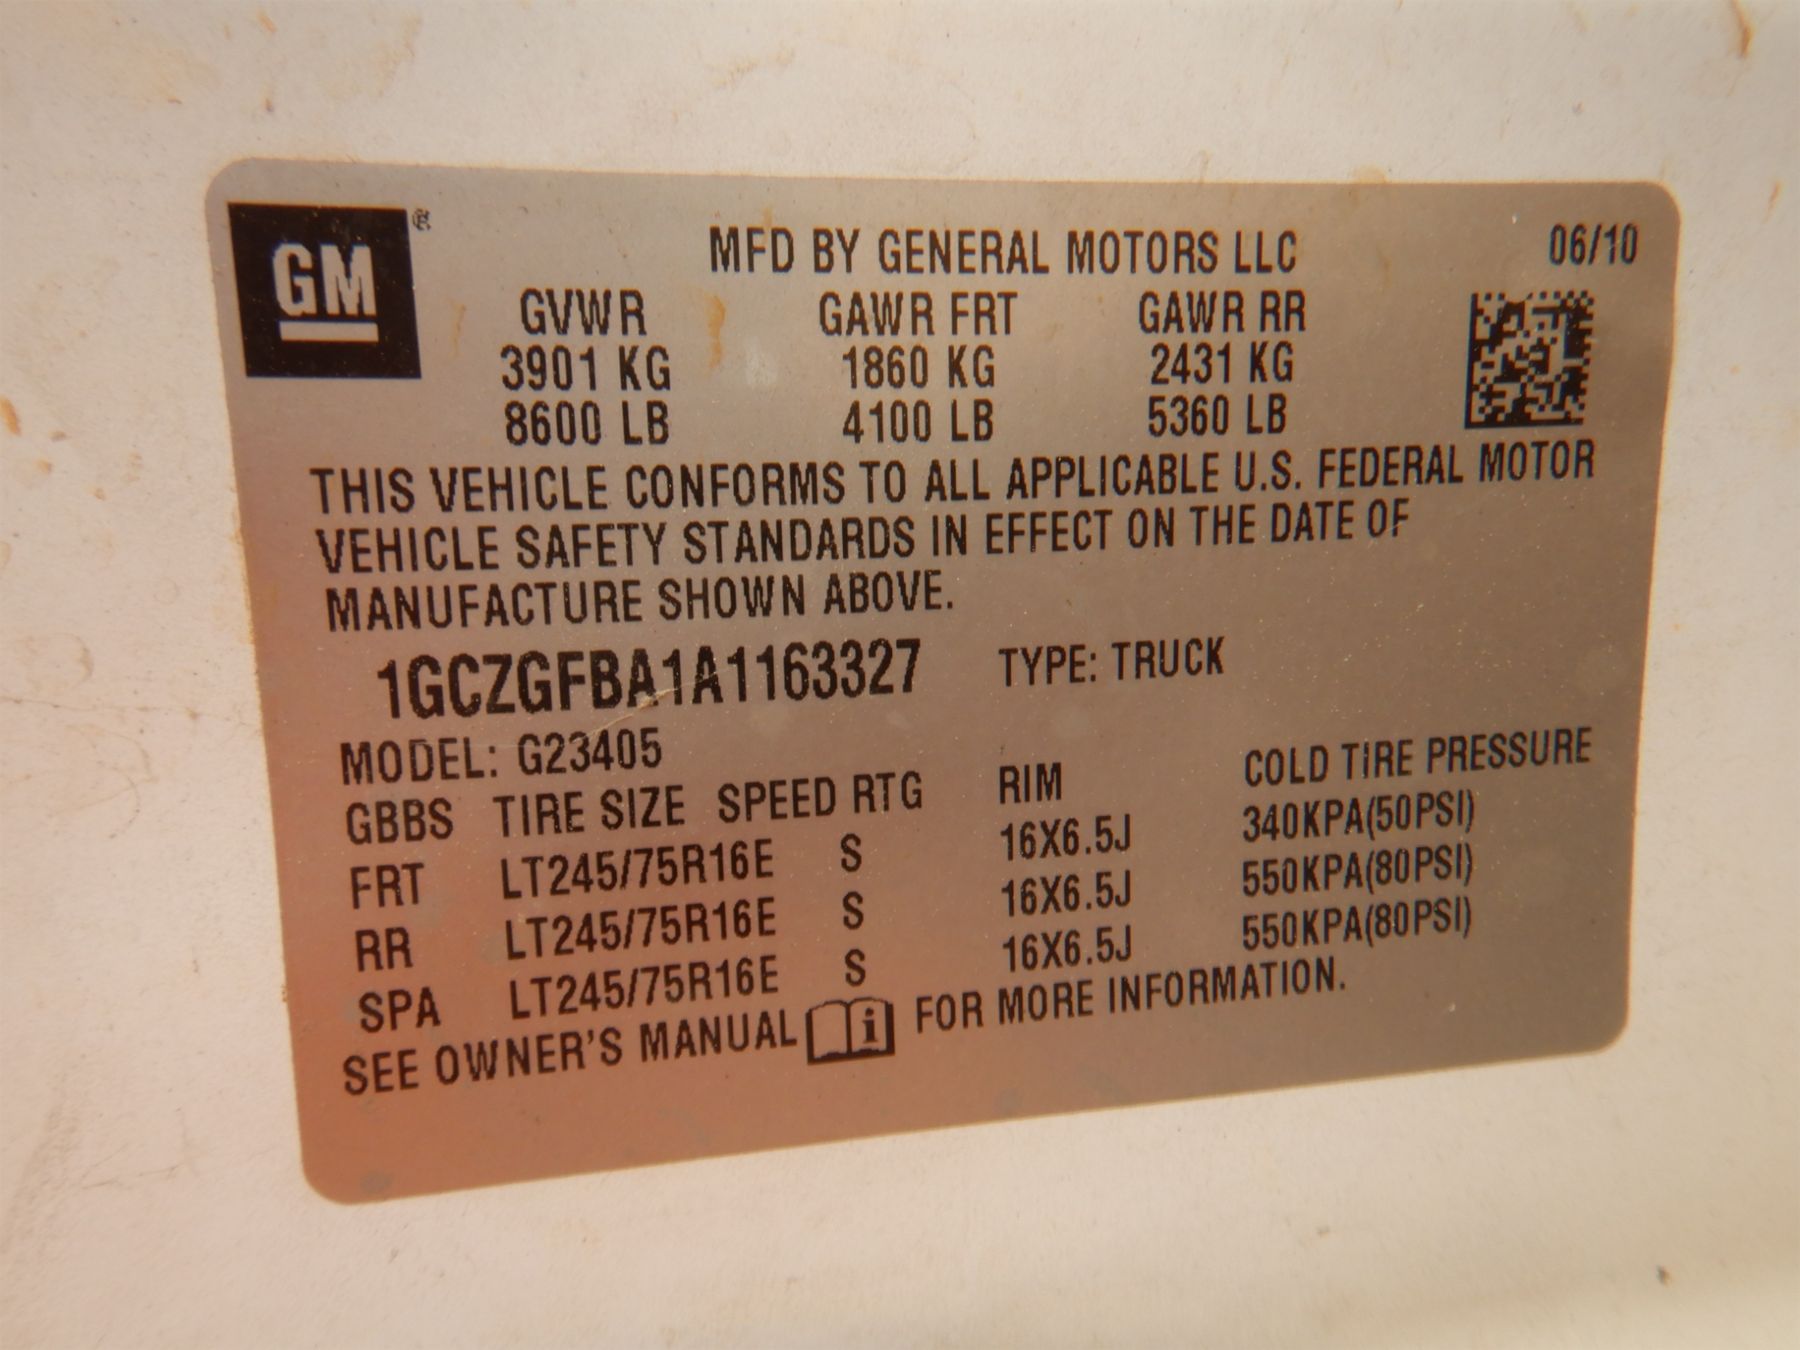 GM ®
MFD BY GENERAL MOTORS LLC 06/10
GVWR GAWR FRT GAWR RR
3901 KG 1860 KG 2431 KG
8600 LB 4100 LB 5360 LB
THIS VEHICLE CONFORMS TO ALL APPLICABLE U.S. FEDERAL MOTOR
VEHICLE SAFETY STANDARDS IN EFFECT ON THE DATE OF
MANUFACTURE SHOWN ABOVE.
1GCZGFBA1A1163327 TYPE: TRUCK
MODEL: G23405
GBBS TIRE SIZE SPEED RTG RIM COLD TIRE PRESSURE
FRT LT245/75R16E S 16X6.5J 340KPA(50PSI)
RR LT245/75R16E S 16X6.5J 550KPA(80PSI)
SPA LT245/75R16E S 16X6.5J 550KPA(80PSI)
SEE OWNER'S MANUAL i FOR MORE INFORMATION.